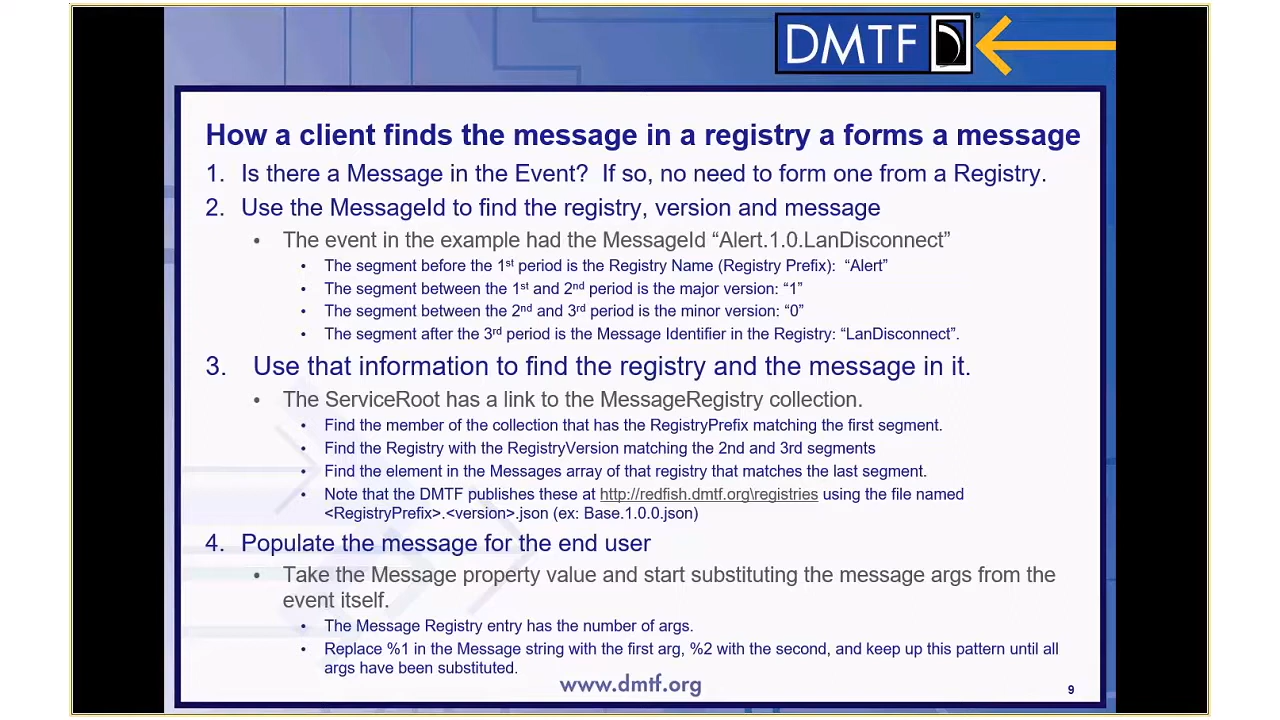 DMTF
How a client finds the message in a registry a forms a message
1. Is there a Message in the Event? If so, no need to form one from a Registry.
2. Use the MessageId to find the registry, version and message
• The event in the example had the MessageId “Alert.1.0.LanDisconnect”
• The segment before the 1st period is the Registry Name (Registry Prefix): “Alert”
• The segment between the 1st and 2nd period is the major version: “1”
• The segment between the 2nd and 3rd period is the minor version: “0”
• The segment after the 3rd period is the Message Identifier in the Registry: “LanDisconnect”.
3. Use that information to find the registry and the message in it.
• The ServiceRoot has a link to the MessageRegistry collection.
• Find the member of the collection that has the RegistryPrefix matching the first segment.
• Find the Registry with the RegistryVersion matching the 2nd and 3rd segments
• Find the element in the Messages array of that registry that matches the last segment.
• Note that the DMTF publishes these at http://redfish.dmtf.org\registries using the file named
<RegistryPrefix>.<version>.json (ex: Base.1.0.0.json)
4. Populate the message for the end user
• Take the Message property value and start substituting the message args from the
event itself.
• The Message Registry entry has the number of args.
• Replace %1 in the Message string with the first arg, %2 with the second, and keep up this pattern until all
args have been substituted.
www.dmtf.org
9